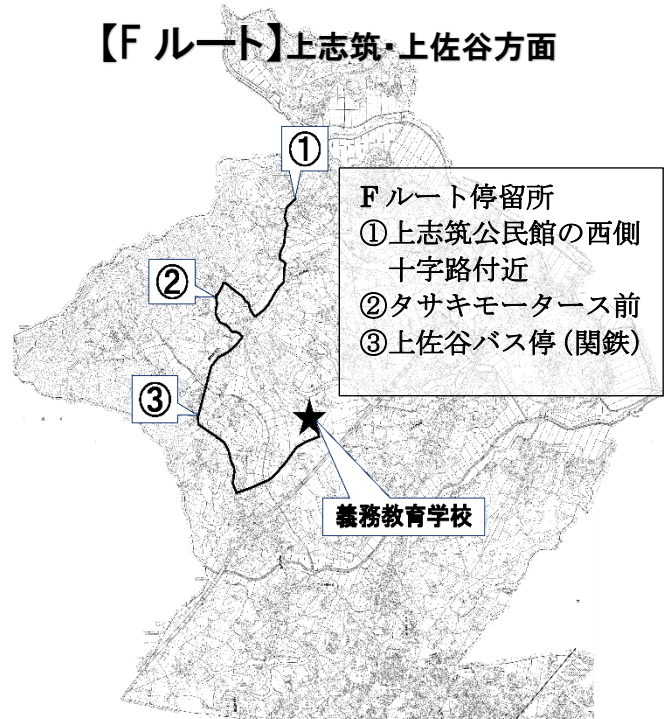 【F ルート】上志筑・上佐谷方面
①
F ルート停留所
①上志筑公民館の西側
十字路付近
②タサキモータース前
③上佐谷バス停(関鉄)
②
③
義務教育学校